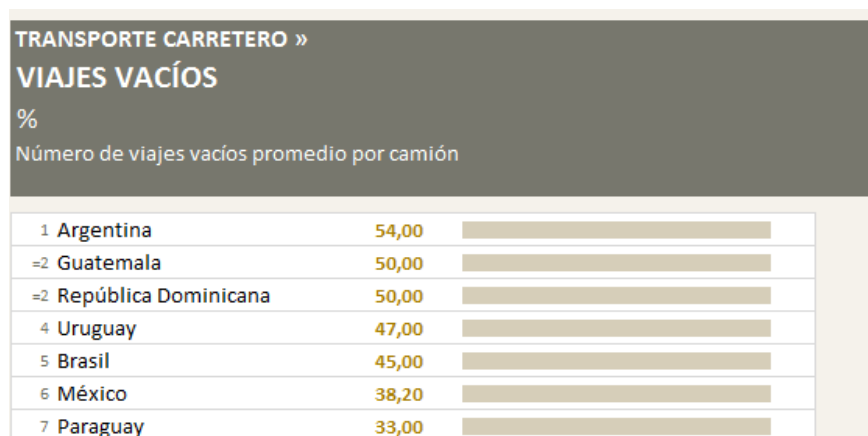 TRANSPORTE CARRETERO »
VIAJES VACÍOS
%
Número de viajes vacíos promedio por camión
1 Argentina 54,00
=2 Guatemala 50,00
=2 República Dominicana 50,00
4 Uruguay 47,00
5 Brasil 45,00
6 México 38,20
7 Paraguay 33,00